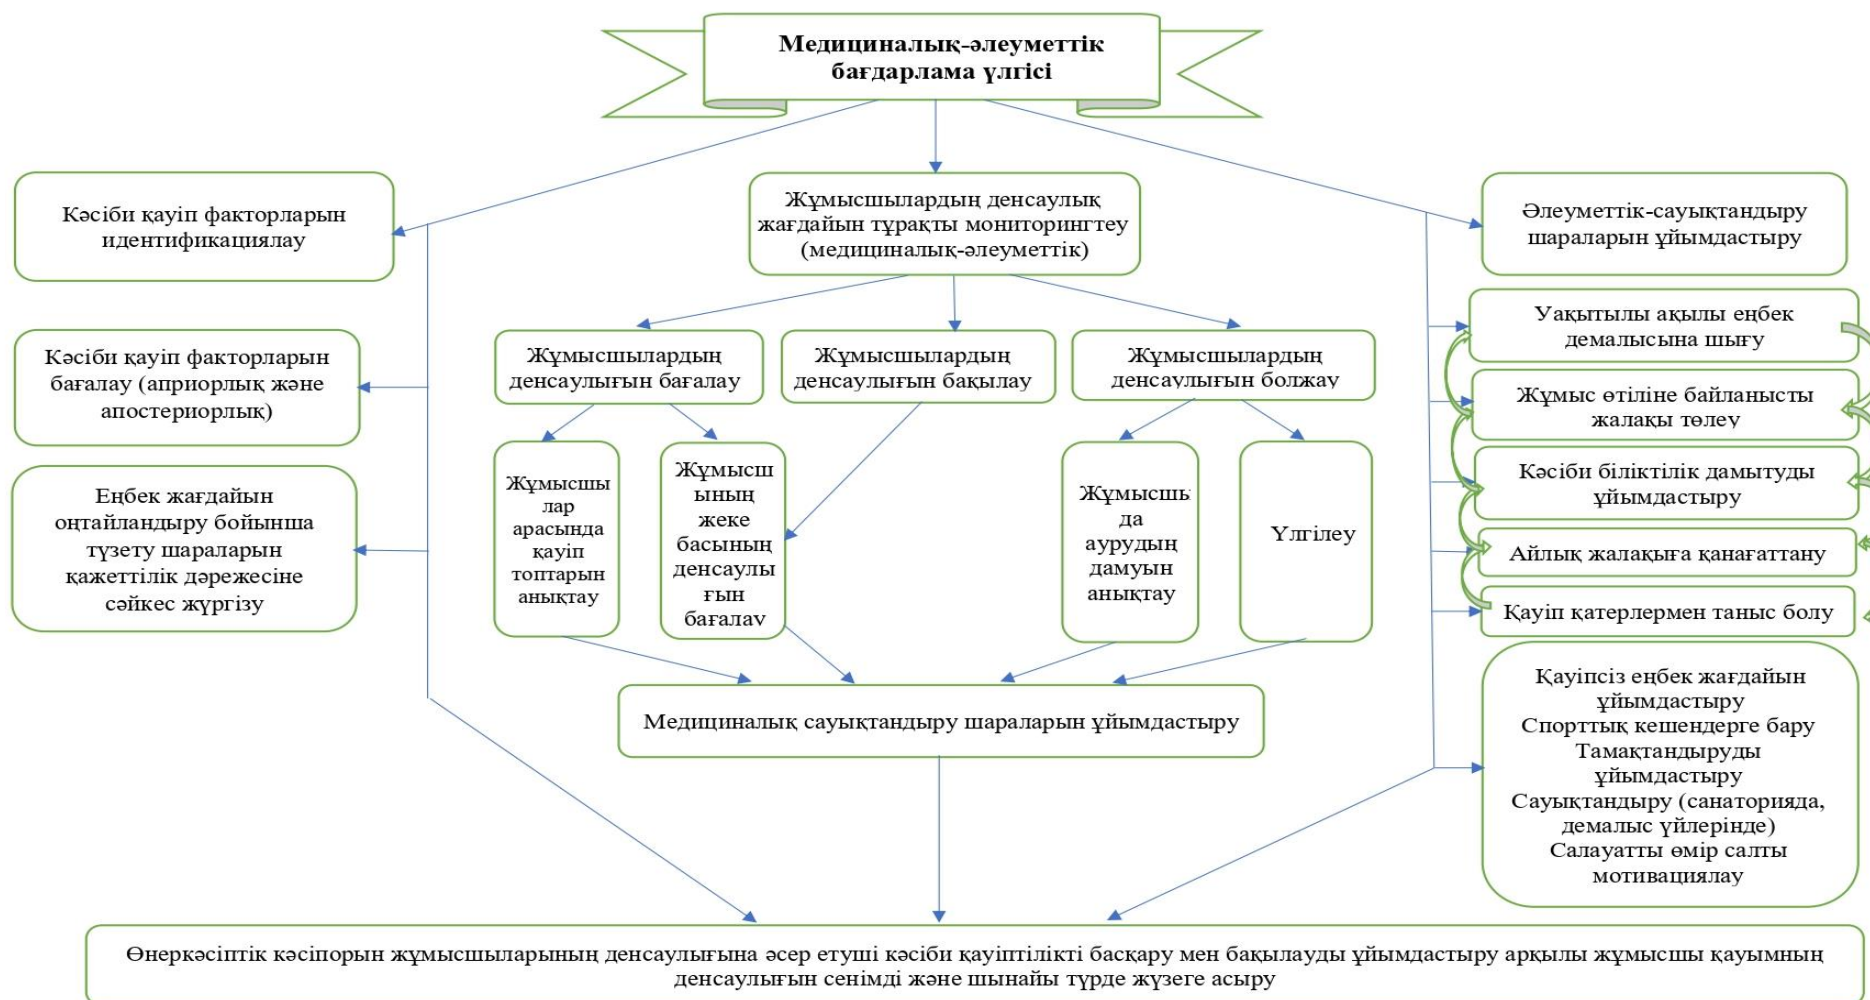 Медициналық-әлеуметтік
бағдарлама үлгісі
Кәсіби қауіп факторларын
идентификациялау
Жұмысшылардың денсаулық
жағдайын тұрақты мониторингтеу
(медициналық-әлеуметтік)
Әлеуметтік-сауықтандыру
шараларын ұйымдастыру
Кәсіби қауіп факторларын
бағалау (априорлық және
апостериорлық)
Еңбек жағдайын
оңтайландыру бойынша
түзету шараларын
қажеттілік дәрежесіне
сәйкес жүргізу
Жұмысшылардың
денсаулығын бағалау
Жұмысшылардың
денсаулығын бақылау
Жұмысшылардың
денсаулығын болжау
Жұмысшы
лар
арасында
қауіп
топтарын
анықтау
Жұмысш
ының
жеке
басының
денсаулы
ғын
бағалау
Жұмысшы
да
аурудың
дамуын
анықтау
Үлгілеу
Медициналық сауықтандыру шараларын ұйымдастыру
Уақытылы ақылы еңбек
демалысына шығу
Жұмыс өтіліне байланысты
жалақы төлеу
Кәсіби біліктілік дамытуды
ұйымдастыру
Айлық жалақыға қанағаттану
Қауіп қатерлермен таныс болу
Қауіпсіз еңбек жағдайын
ұйымдастыру
Спорттық кешендерге бару
Тамақтандыруды
ұйымдастыру
Сауықтандыру (санаторияда,
демалыс үйлерінде)
Салауатты өмір салты
мотивациялау
Өнеркәсіптік кәсіпорын жұмысшыларының денсаулығына әсер етуші кәсіби қауіптілікті басқару мен бақылауды ұйымдастыру арқылы жұмысшы қауымның
денсаулығын сенімді және шынайы түрде жүзеге асыру